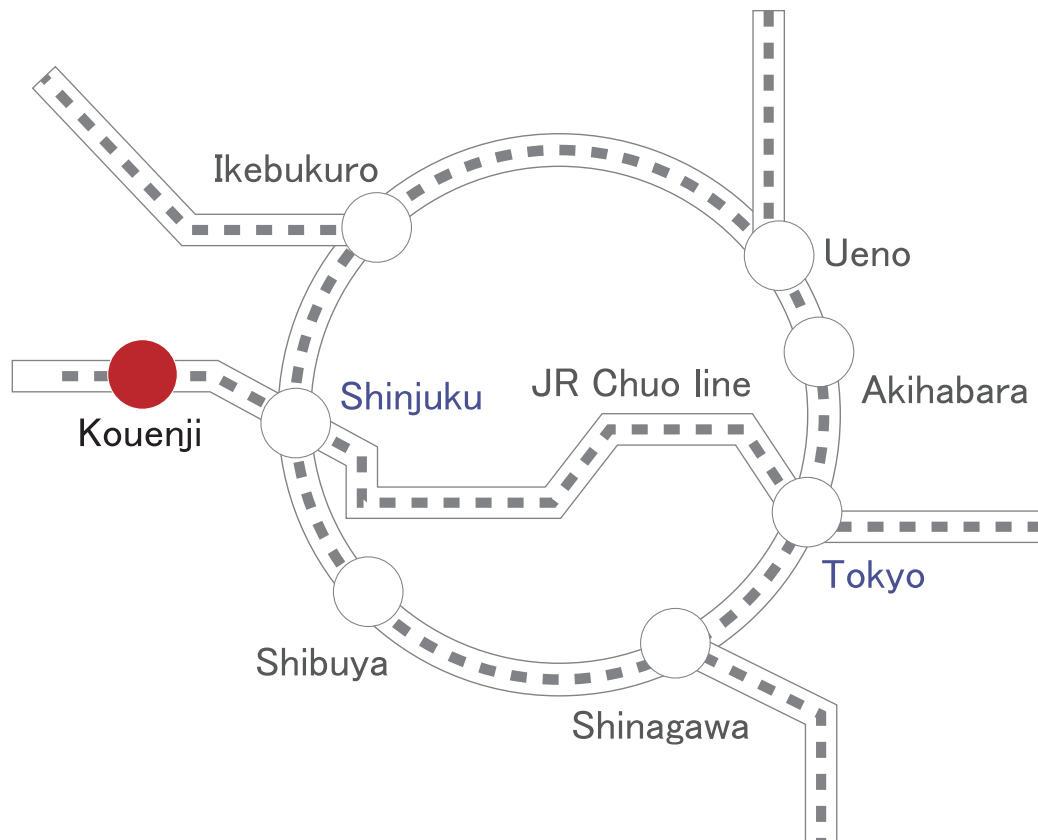 Ikebukuro
Ueno
JR Chuo line
Shinjuku
Akihabara
Kouenji
Tokyo
Shibuya
Shinagawa